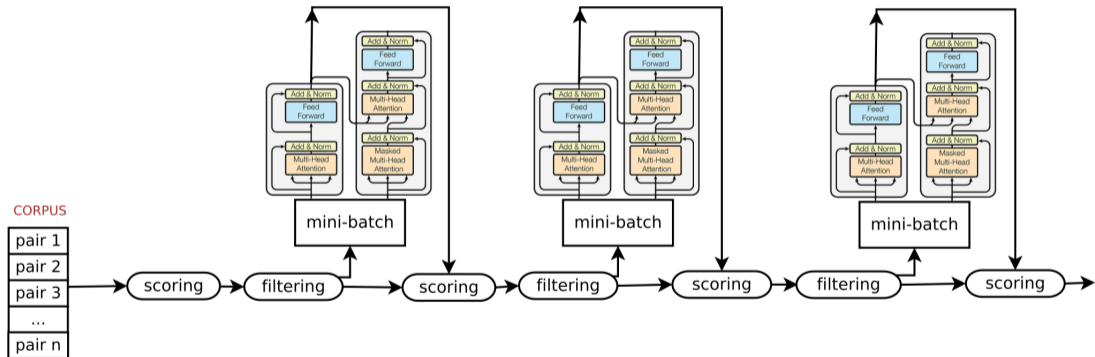 CORPUS
pair 1
pair 2
pair 3
...
pair n
scoring
filtering
mini-batch
Add & Norm
Feed
Forward
Add & Norm
Multi-Head
Attention
Add & Norm
Feed
Forward
Add & Norm
Multi-Head
Attention
Add & Norm
Masked
Multi-Head
Attention
scoring
filtering
mini-batch
Add & Norm
Feed
Forward
Add & Norm
Multi-Head
Attention
Add & Norm
Feed
Forward
Add & Norm
Multi-Head
Attention
Add & Norm
Masked
Multi-Head
Attention
scoring
filtering
mini-batch
Add & Norm
Feed
Forward
Add & Norm
Multi-Head
Attention
Add & Norm
Feed
Forward
Add & Norm
Multi-Head
Attention
Add & Norm
Masked
Multi-Head
Attention
scoring